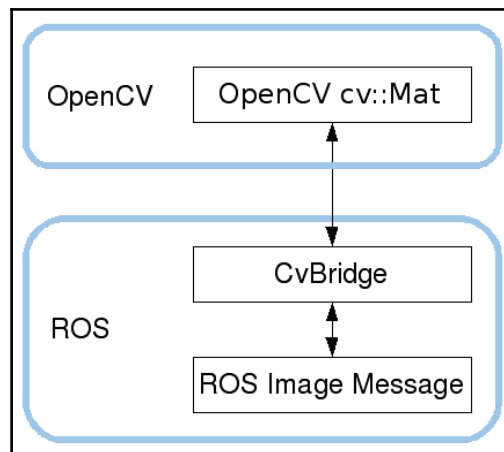 OpenCV
OpenCV cv::Mat
ROS
CvBridge
ROS Image Message